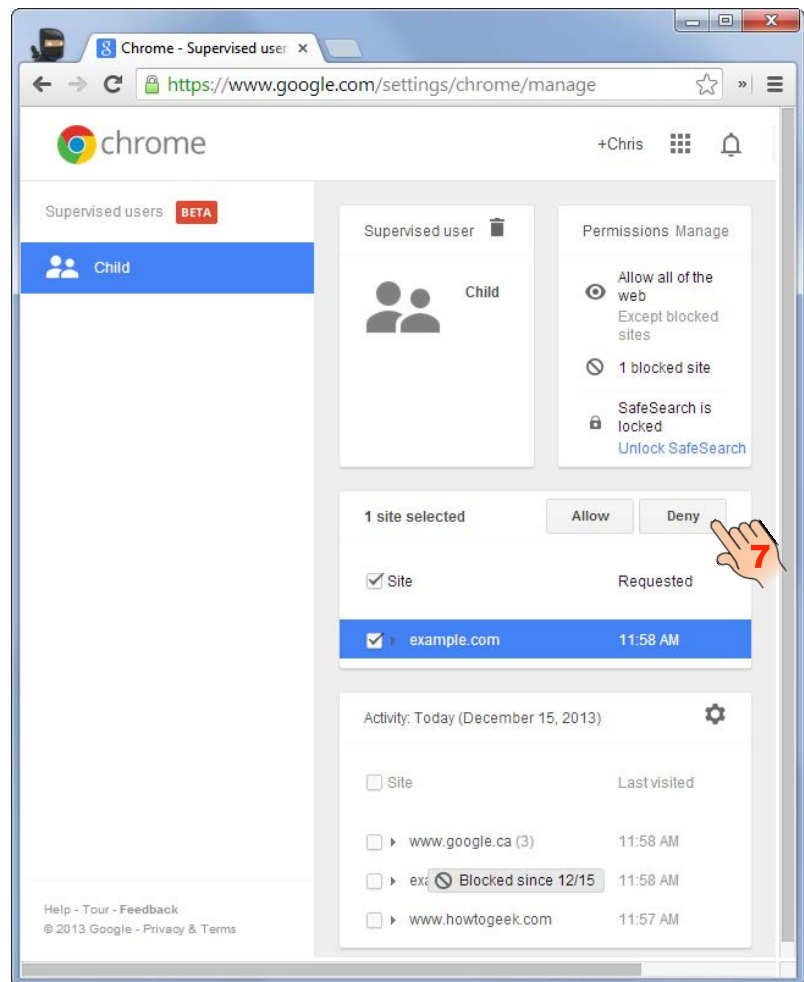 Chrome - Supervised user
https://www.google.com/settings/chrome/manage
chrome
+Chris
Supervised users BETA
Child
Supervised user
Child
Permissions Manage
Allow all of the
web
Except blocked
sites
1 blocked site
SafeSearch is
locked
Unlock SafeSearch
1 site selected Allow Deny
7
Site Requested
example.com 11:58 AM
Activity: Today (December 15, 2013)
Site Last visited
www.google.ca (3) 11:58 AM
Blocked since 12/15 11:58 AM
www.howtogeek.com 11:57 AM
Help - Tour - Feedback
© 2013 Google - Privacy & Terms